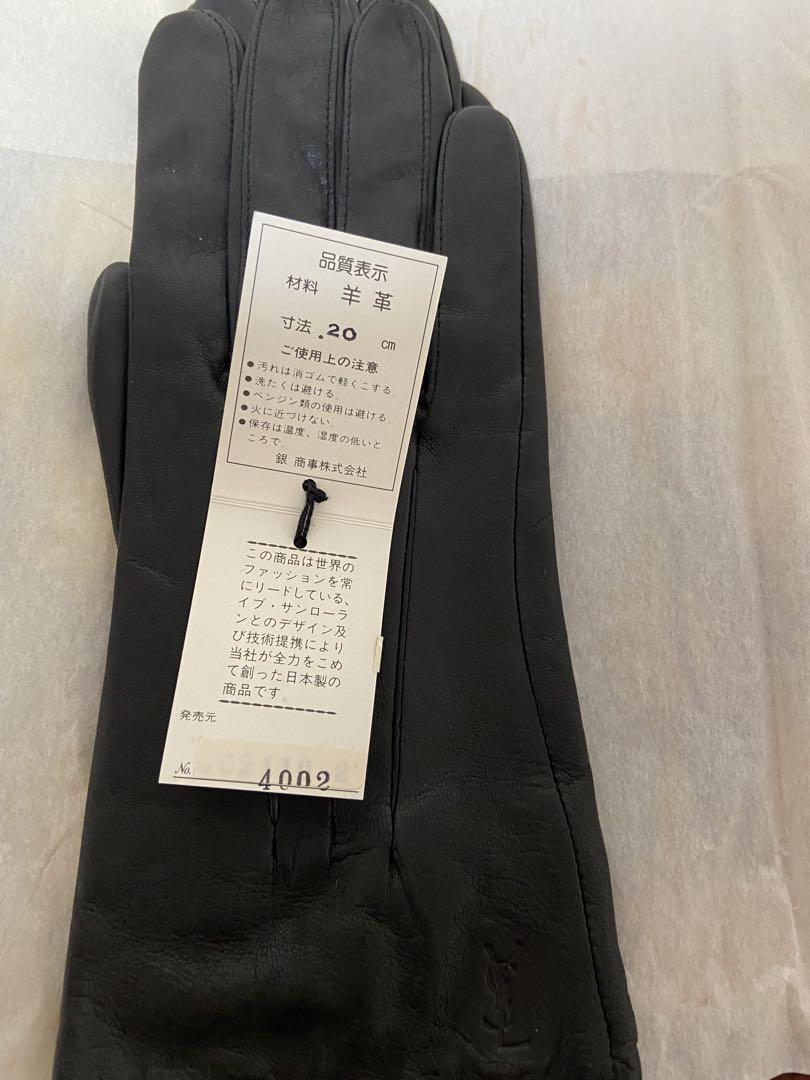 品質表示
材料 羊革
寸法 .20 cm
ご使用上の注意
●汚れは消ゴムで軽くこする。
●洗たくは避ける。
●ベンジン類の使用は避ける。
●火に近づけない。
●保存は温度、湿度の低いと
ころで。
銀 商事株式会社
この商品は世界の
ファッションを常
にリードしている、
イブ・サンローラ
ンとのデザイン及
び技術提携により
当社が全力をこめ
て創った日本製の
商品です。
発売元
No. 4002
YSL